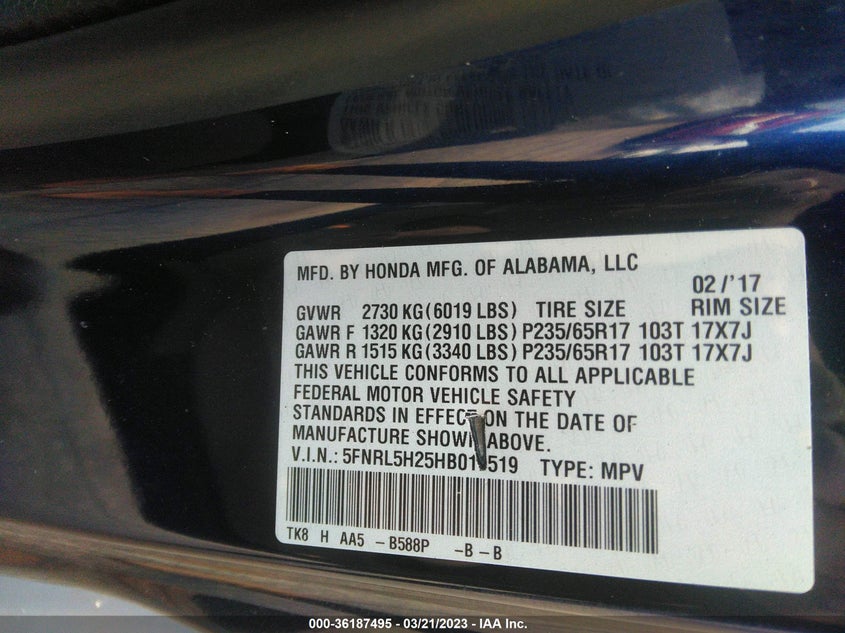 MFD. BY HONDA MFG. OF ALABAMA, LLC
02/'17
GVWR 2730 KG (6019 LBS) TIRE SIZE RIM SIZE
GAWR F 1320 KG (2910 LBS) P235/65R17 103T 17X7J
GAWR R 1515 KG (3340 LBS) P235/65R17 103T 17X7J
THIS VEHICLE CONFORMS TO ALL APPLICABLE
FEDERAL MOTOR VEHICLE SAFETY
STANDARDS IN EFFECT ON THE DATE OF
MANUFACTURE SHOWN ABOVE.
V.I.N.: TYPE: MPV
TK8 H AA5 -B588P -B-B
000-36187495 - 03/21/2023 - IAA Inc.